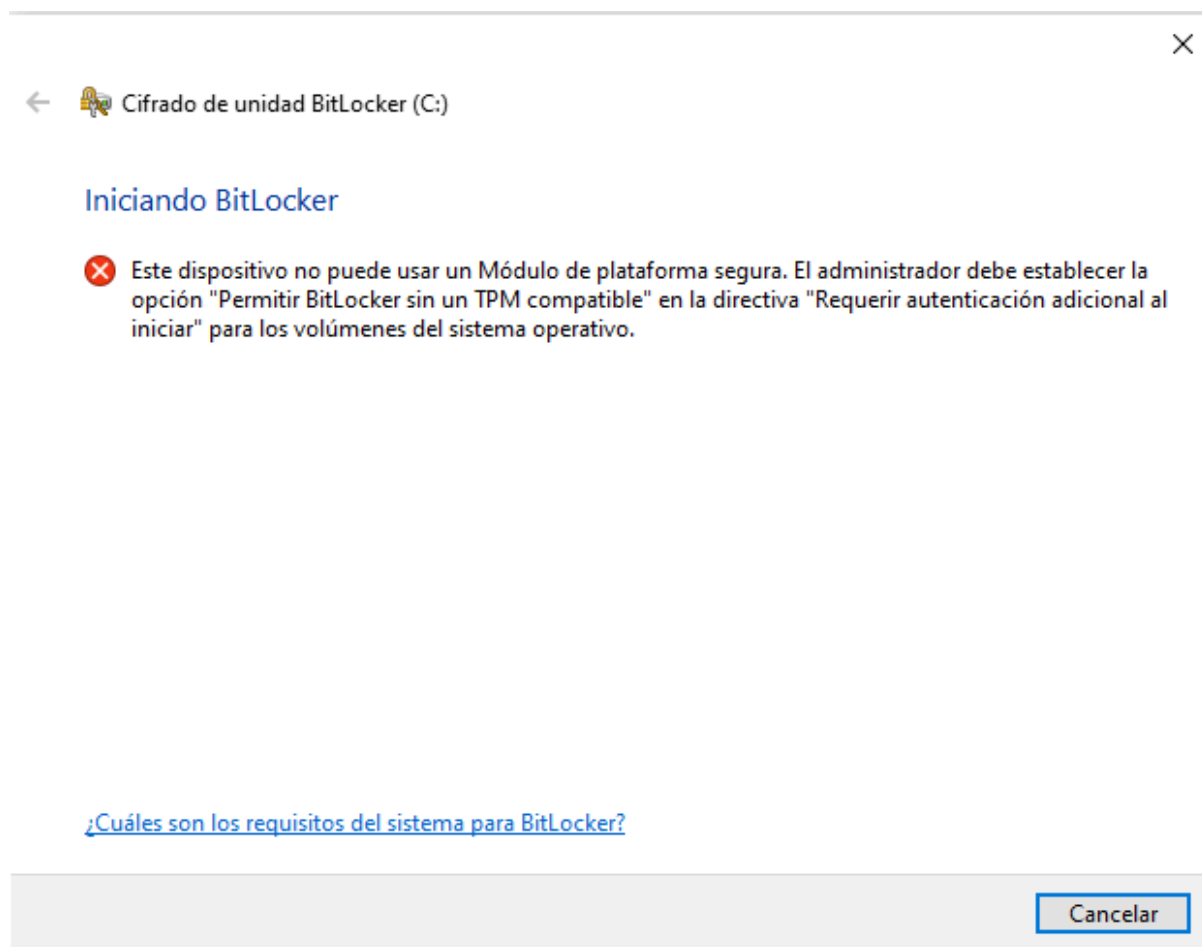 Cifrado de unidad BitLocker (C:)
Iniciando BitLocker
Este dispositivo no puede usar un Módulo de plataforma segura. El administrador debe establecer la
opción "Permitir BitLocker sin un TPM compatible" en la directiva "Requerir autenticación adicional al
iniciar" para los volúmenes del sistema operativo.
¿Cuáles son los requisitos del sistema para BitLocker?
Cancelar